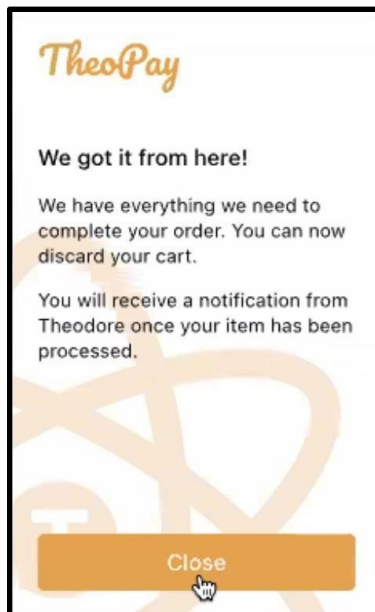 TheoPay
We got it from here!
We have everything we need to
complete your order. You can now
discard your cart.
You will receive a notification from
Theodore once your item has been
processed.
T
Close